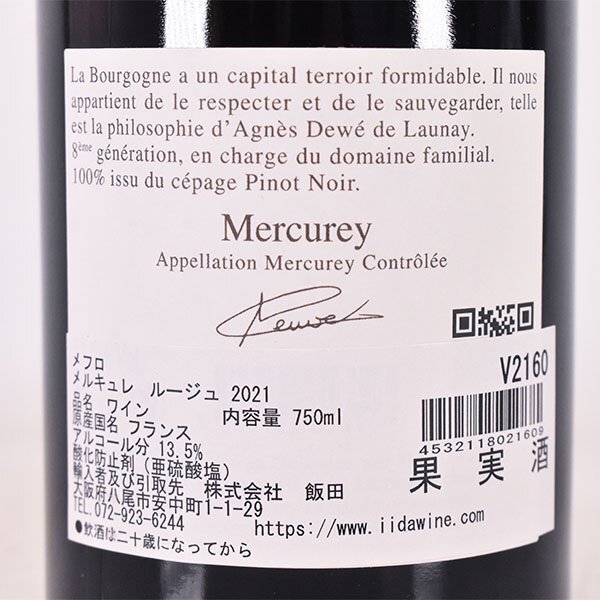 La Bourgogne a un capital terroir formidable. Il nous
appartient de le respecter et de le sauvegarder, telle
est la philosophie d'Agnès Dewé de Launay.
8ème génération, en charge du domaine familial.
100% issu du cépage Pinot Noir.
Mercurey
Appellation Mercurey Contrôlée
メフロ
メルキュレ ルージュ 2021
品名 ワイン 内容量 750ml
原産国名 フランス
アルコール分 13.5%
酸化防止剤（亜硫酸塩）
輸入者及び引取先 株式会社 飯田
大阪府八尾市安中町1-1-29
TEL.072-923-6244
https://www.iidawine.com
●飲酒は二十歳になってから
V2160
4532118021609
果実酒